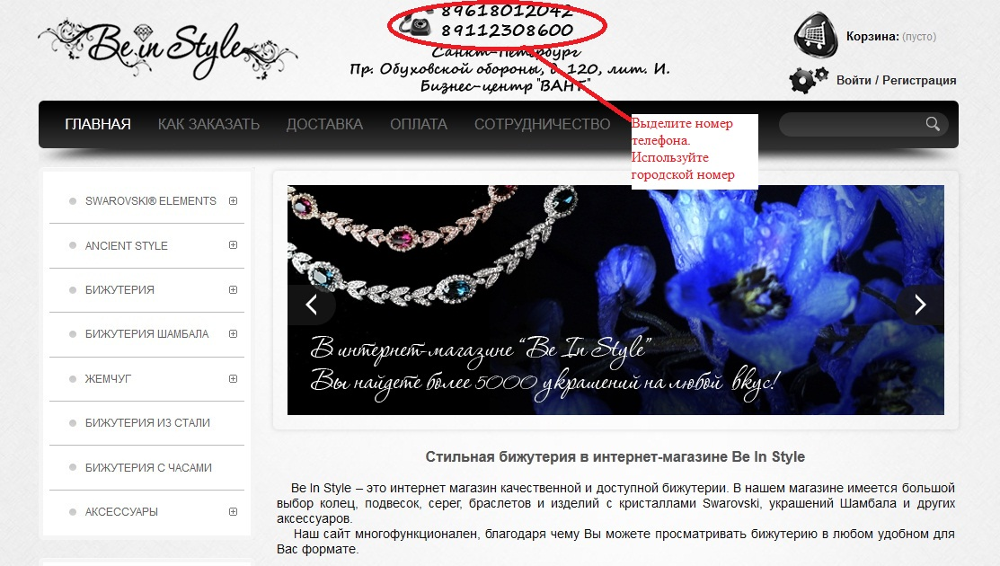 Be in Style
89618012042
89112308600
Санкт-Петербург
Пр. Обуховской обороны, д. 120, лит. И.
Бизнес-центр "ВАНТ"
Корзина: (пусто)
Войти / Регистрация
ГЛАВНАЯ КАК ЗАКАЗАТЬ ДОСТАВКА ОПЛАТА СОТРУДНИЧЕСТВО
Выделите номер
телефона.
Используйте
городской номер
SWAROVSKI® ELEMENTS
ANCIENT STYLE
БИЖУТЕРИЯ
БИЖУТЕРИЯ ШАМБАЛА
ЖЕМЧУГ
БИЖУТЕРИЯ ИЗ СТАЛИ
БИЖУТЕРИЯ С ЧАСАМИ
АКСЕССУАРЫ
В интернет-магазине "Be In Style"
Вы найдете более 5000 украшений на любой вкус!
Стильная бижутерия в интернет-магазине Be In Style
Be In Style – это интернет магазин качественной и доступной бижутерии. В нашем магазине имеется большой
выбор колец, подвесок, серег, браслетов и изделий с кристаллами Swarovski, украшений Шамбала и других
аксессуаров.
Наш сайт многофункционален, благодаря чему Вы можете просматривать бижутерию в любом удобном для
Вас формате.